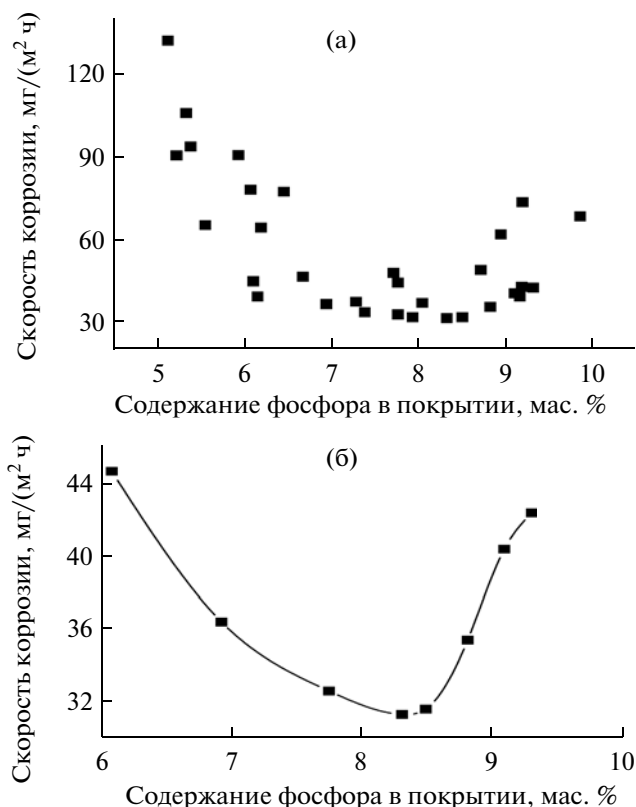 (а)
Скорость коррозии, мг/(м² ч)
120
90
60
30
5 6 7 8 9 10
Содержание фосфора в покрытии, мас. %
(б)
Скорость коррозии, мг/(м² ч)
44
40
36
32
6 7 8 9 10
Содержание фосфора в покрытии, мас. %